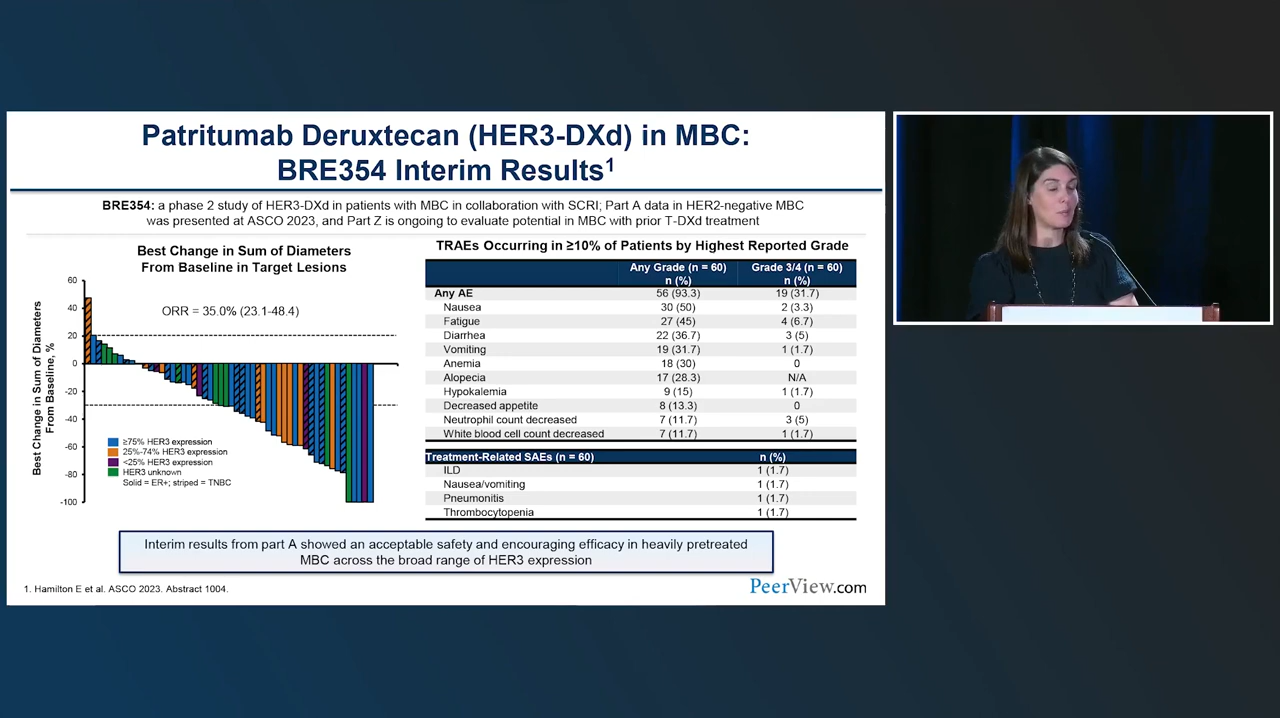 Patritumab Deruxtecan (HER3-DXd) in MBC:
BRE354 Interim Results1
BRE354: a phase 2 study of HER3-DXd in patients with MBC in collaboration with SCRI; Part A data in HER2-negative MBC
was presented at ASCO 2023, and Part Z is ongoing to evaluate potential in MBC with prior T-DXd treatment
Best Change in Sum of Diameters
From Baseline in Target Lesions
Best Change in Sum of Diameters
From Baseline, %
60
40
20
0
-20
-40
-60
-80
-100
ORR = 35.0% (23.1-48.4)
≥75% HER3 expression
25%-74% HER3 expression
<25% HER3 expression
HER3 unknown
Solid = ER+; striped = TNBC
TRAEs Occurring in ≥10% of Patients by Highest Reported Grade
Any Grade (n = 60) Grade 3/4 (n = 60)
n (%) n (%)
Any AE 56 (93.3) 19 (31.7)
Nausea 30 (50) 2 (3.3)
Fatigue 27 (45) 4 (6.7)
Diarrhea 22 (36.7) 3 (5)
Vomiting 19 (31.7) 1 (1.7)
Anemia 18 (30) 0
Alopecia 17 (28.3) N/A
Hypokalemia 9 (15) 1 (1.7)
Decreased appetite 8 (13.3) 0
Neutrophil count decreased 7 (11.7) 3 (5)
White blood cell count decreased 7 (11.7) 1 (1.7)
Treatment-Related SAEs (n = 60) n (%)
ILD 1 (1.7)
Nausea/vomiting 1 (1.7)
Pneumonitis 1 (1.7)
Thrombocytopenia 1 (1.7)
Interim results from part A showed an acceptable safety and encouraging efficacy in heavily pretreated
MBC across the broad range of HER3 expression
1. Hamilton E et al. ASCO 2023. Abstract 1004.
PeerView.com